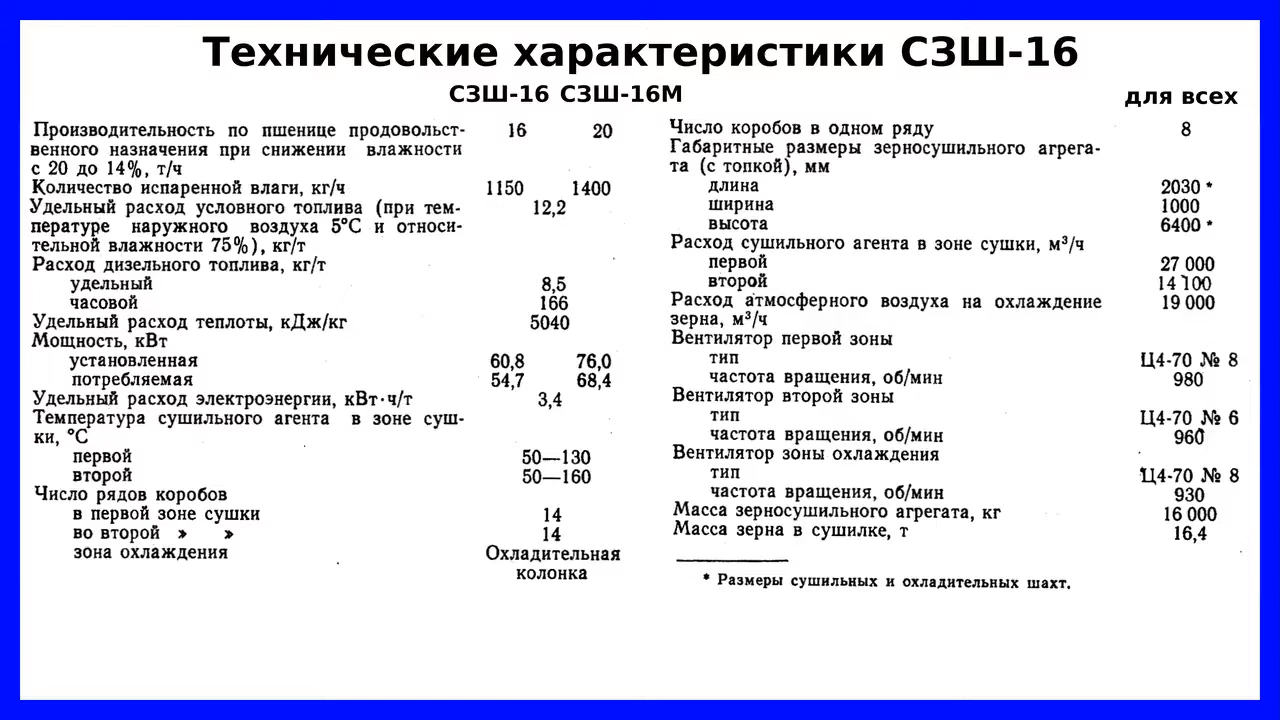 Технические характеристики СЗШ-16
СЗШ-16 СЗШ-16М
для всех
Производительность по пшенице продовольст- 16 20
венного назначения при снижении влажности
с 20 до 14%, т/ч
Количество испаренной влаги, кг/ч 1150 1400
Удельный расход условного топлива (при тем- 12,2
пературе наружного воздуха 5°С и относи-
тельной влажности 75%), кг/т
Расход дизельного топлива, кг/т
удельный 8,5
часовой 166
Удельный расход теплоты, кДж/кг 5040
Мощность, кВт
установленная 60,8 76,0
потребляемая 54,7 68,4
Удельный расход электроэнергии, кВт·ч/т 3,4
Температура сушильного агента в зоне суш-
ки, °С
первой 50—130
второй 50—160
Число рядов коробов
в первой зоне сушки 14
во второй » » 14
зона охлаждения Охладительная
колонка
Число коробов в одном ряду 8
Габаритные размеры зерносушильного агрега-
та (с топкой), мм
длина 2030 *
ширина 1000
высота 6400 *
Расход сушильного агента в зоне сушки, м³/ч
первой 27 000
второй 14 100
Расход атмосферного воздуха на охлаждение 19 000
зерна, м³/ч
Вентилятор первой зоны
тип Ц4-70 № 8
частота вращения, об/мин 980
Вентилятор второй зоны
тип Ц4-70 № 6
частота вращения, об/мин 960
Вентилятор зоны охлаждения
тип Ц4-70 № 8
частота вращения, об/мин 930
Масса зерносушильного агрегата, кг 16 000
Масса зерна в сушилке, т 16,4
* Размеры сушильных и охладительных шахт.